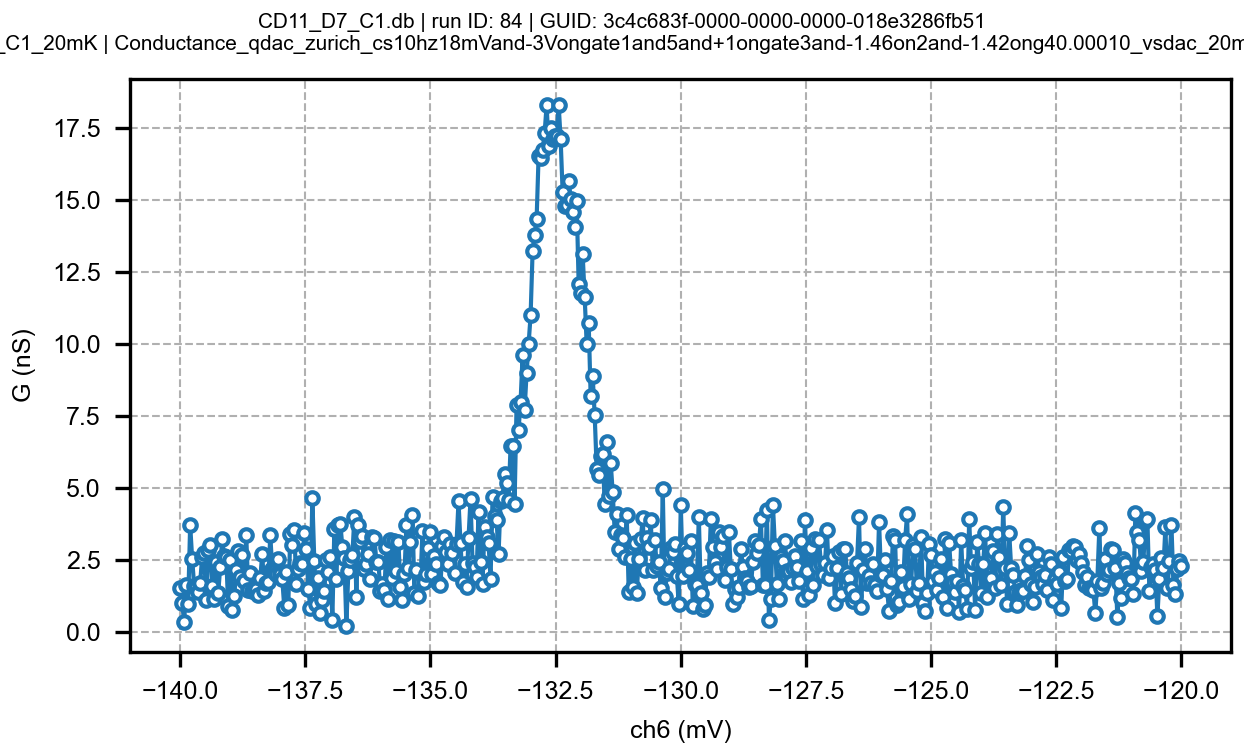 CD11_D7_C1.db | run ID: 84 | GUID: 3c4c683f-0000-0000-0000-018e3286fb51
_C1_20mK | Conductance_qdac_zurich_cs10hz18mVand-3Vongate1and5and+1ongate3and-1.46on2and-1.42ong40.00010_vsdac_20m
17.5
15.0
12.5
10.0
7.5
5.0
2.5
0.0
G (nS)
−140.0 −137.5 −135.0 −132.5 −130.0 −127.5 −125.0 −122.5 −120.0
ch6 (mV)